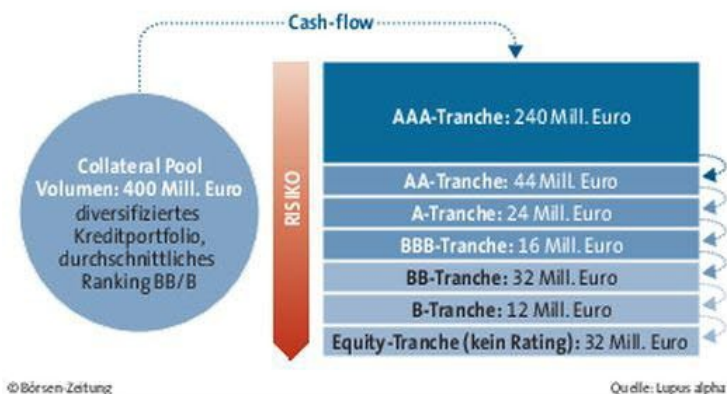 Cash-flow
Collateral Pool
Volumen: 400 Mill. Euro
diversifiziertes
Kreditportfolio,
durchschnittliches
Ranking BB/B
RISIKO
AAA-Tranche: 240 Mill. Euro
AA-Tranche: 44 Mill. Euro
A-Tranche: 24 Mill. Euro
BBB-Tranche: 16 Mill. Euro
BB-Tranche: 32 Mill. Euro
B-Tranche: 12 Mill. Euro
Equity-Tranche (kein Rating): 32 Mill. Euro
©Börsen-Zeitung
Quelle: Lupus alpha